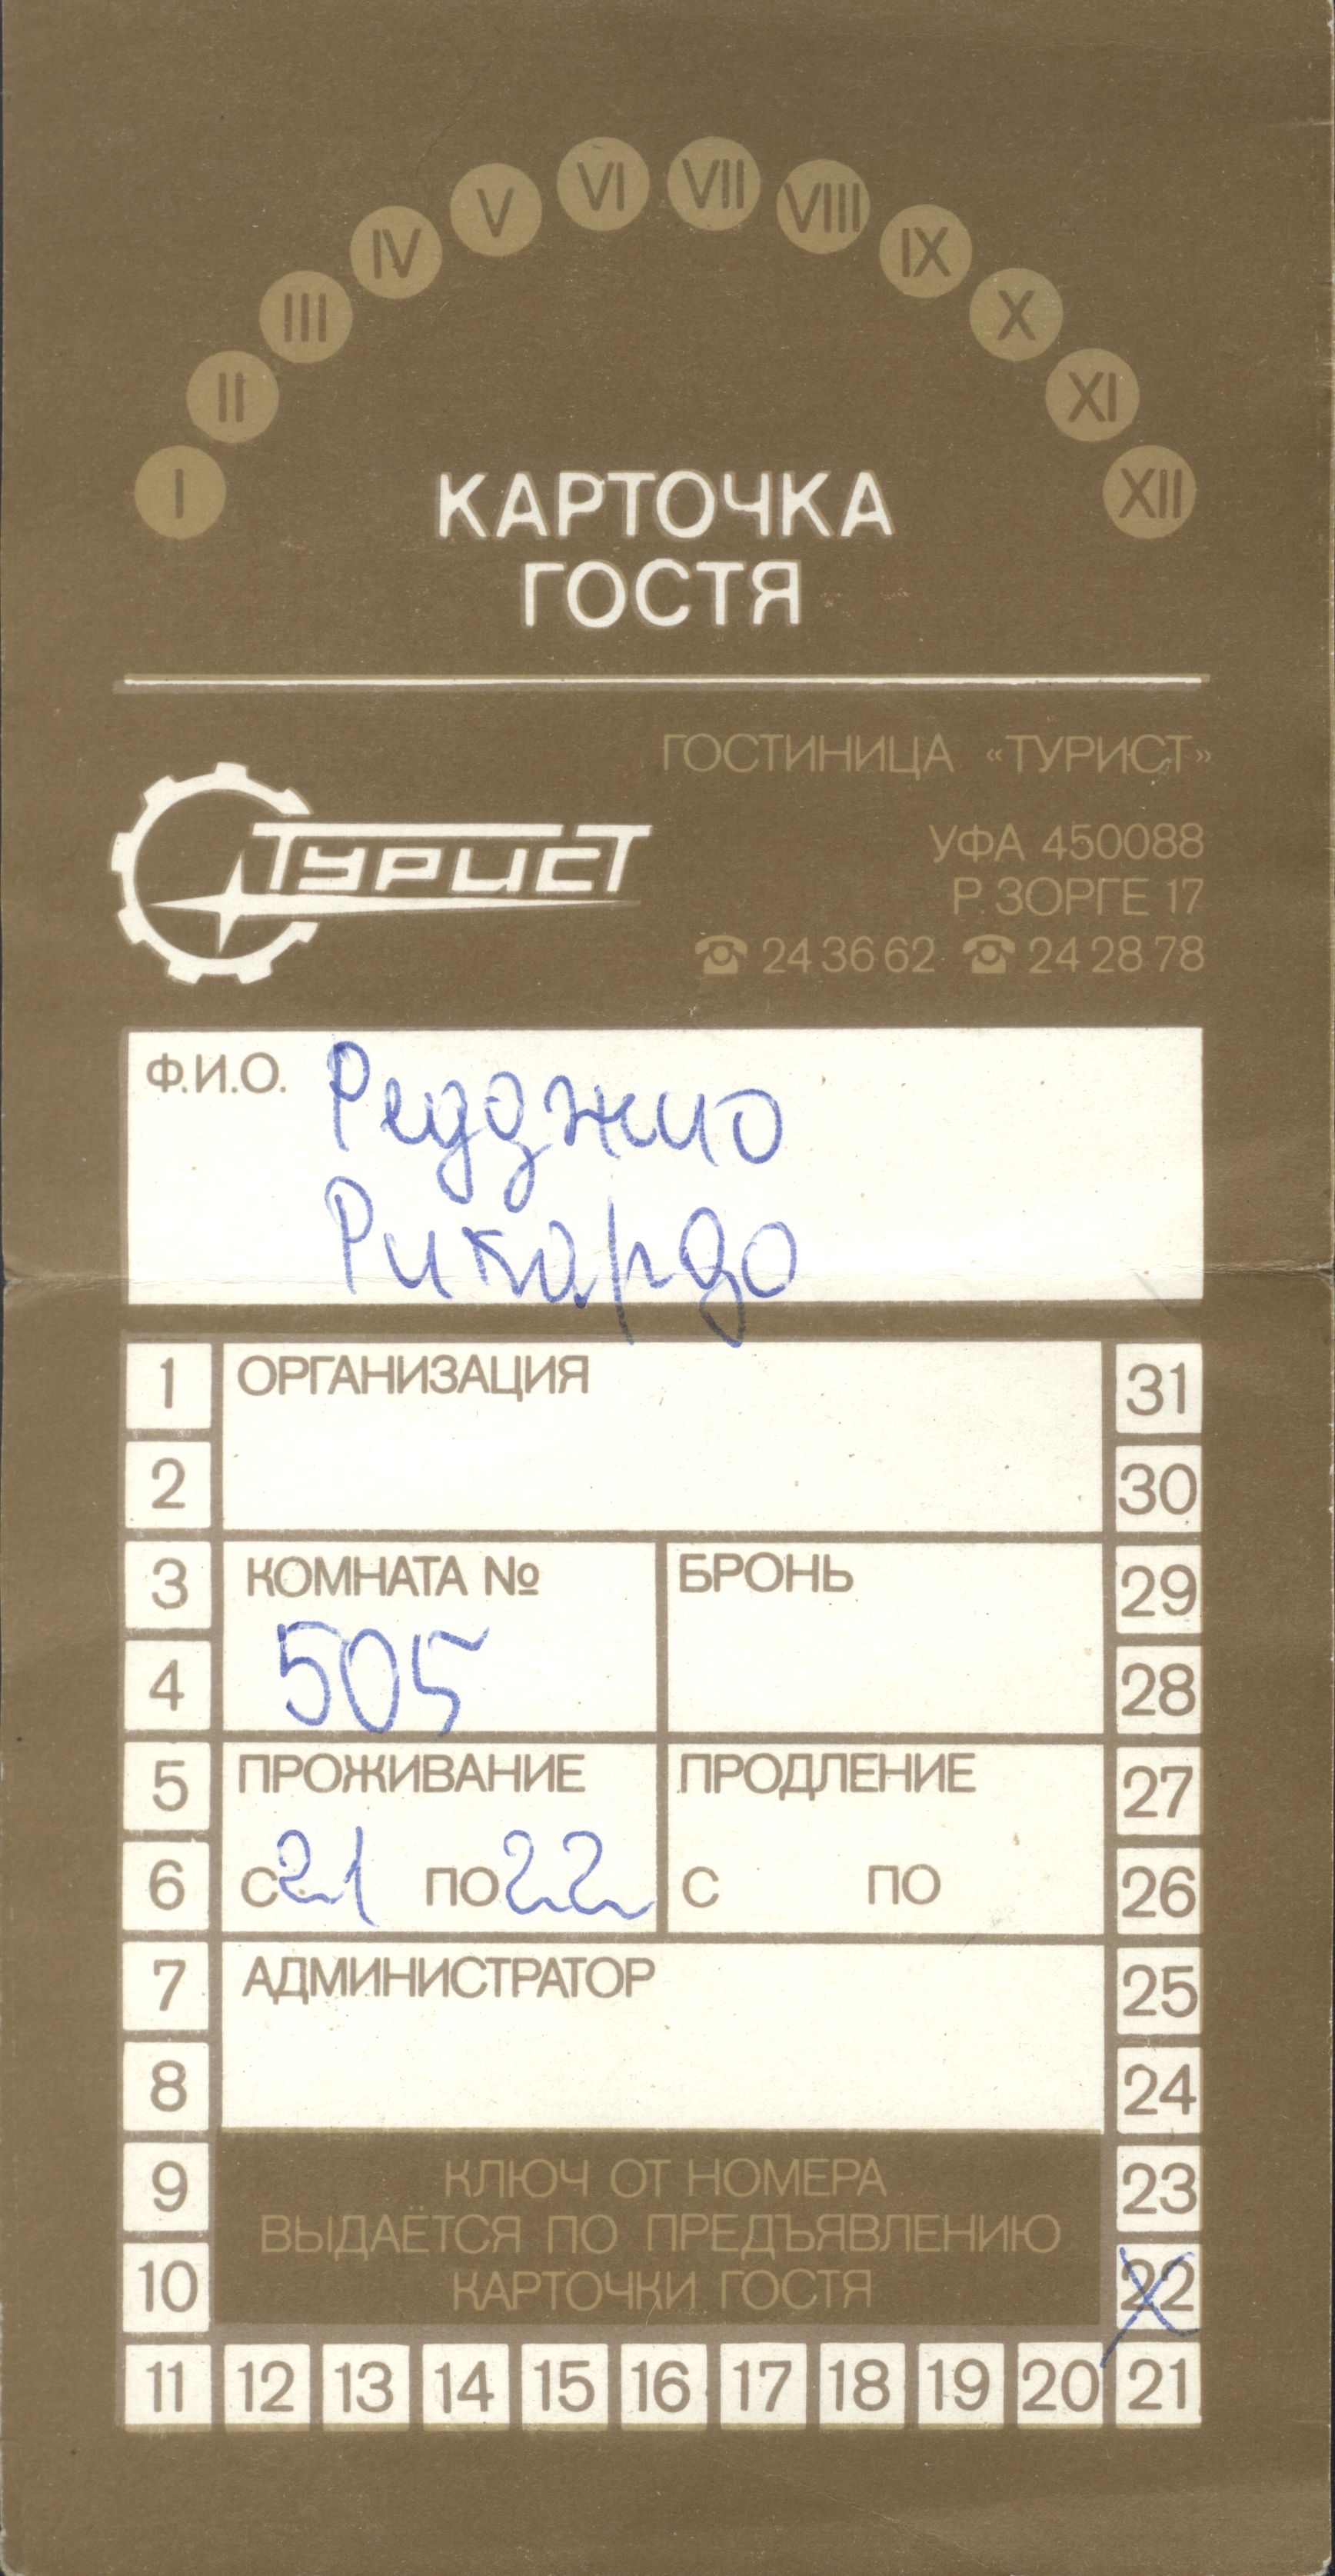 I II III IV V VI VII VIII IX X XI XII
КАРТОЧКА
ГОСТЯ
ГОСТИНИЦА «ТУРИСТ»
ТУРИСТ
УФА 450088
Р. ЗОРГЕ 17
☎ 24 36 62 ☎ 24 28 78
Ф.И.О. Редджио
Рикардо
1 ОРГАНИЗАЦИЯ 31
2 30
3 КОМНАТА № БРОНЬ 29
4 505 28
5 ПРОЖИВАНИЕ ПРОДЛЕНИЕ 27
6 С 21 ПО 22 С ПО 26
7 АДМИНИСТРАТОР 25
8 24
9 КЛЮЧ ОТ НОМЕРА 23
ВЫДАЁТСЯ ПО ПРЕДЪЯВЛЕНИЮ
10 КАРТОЧКИ ГОСТЯ 22
11 12 13 14 15 16 17 18 19 20 21